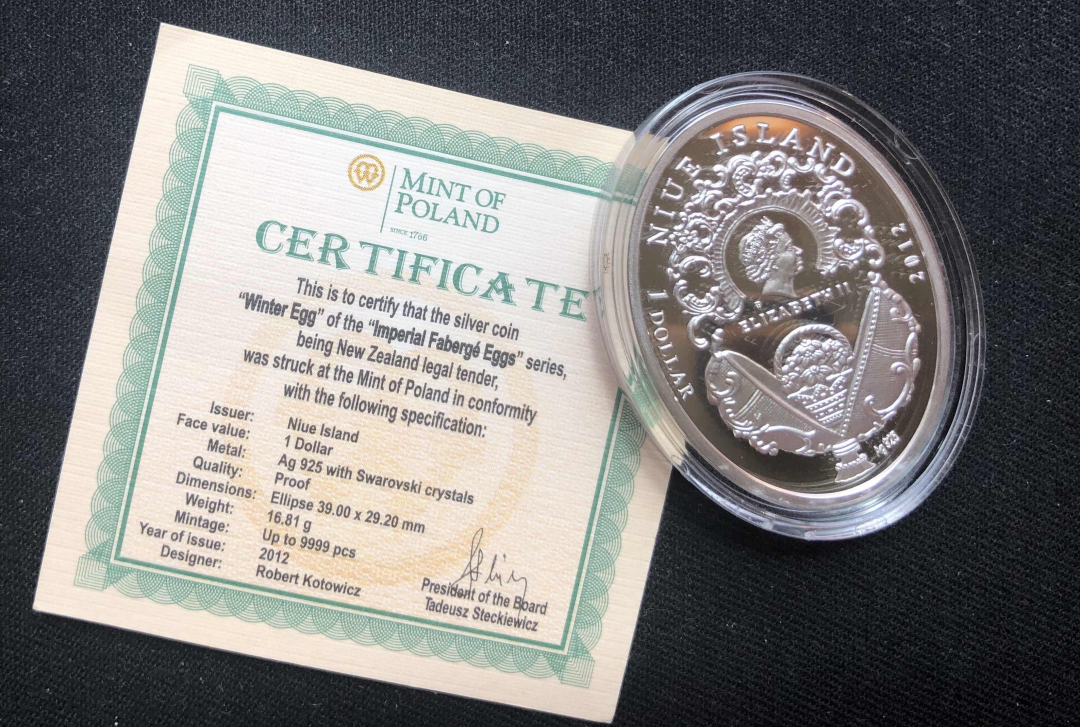 MINT OF
POLAND
SINCE 1766
CERTIFICATE
This is to certify that the silver coin
“Winter Egg” of the “Imperial Fabergé Eggs” series,
being New Zealand legal tender,
was struck at the Mint of Poland in conformity
with the following specification:
Issuer: Niue Island
Face value: 1 Dollar
Metal: Ag 925 with Swarovski crystals
Quality: Proof
Dimensions: Ellipse 39.00 x 29.20 mm
Weight: 16.81 g
Mintage: Up to 9999 pcs
Year of issue: 2012
Designer: Robert Kotowicz
President of the Board
Tadeusz Steckiewicz
NIUE ISLAND
2012
1 DOLLAR
ELIZABETH II
Ag 925